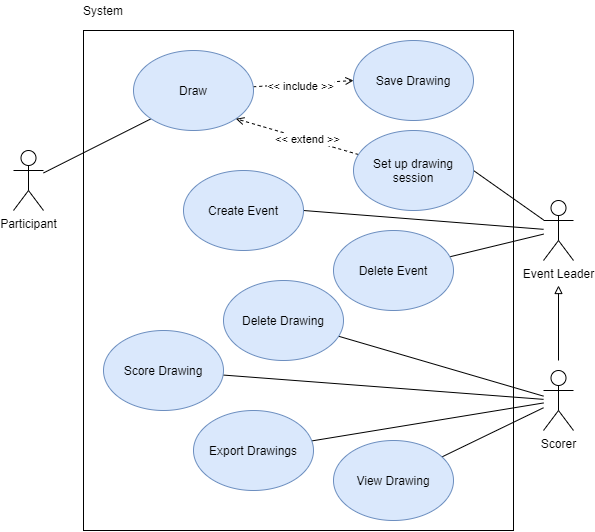 System
Draw
<< include >>
Save Drawing
<< extend >>
Set up drawing
session
Participant
Create Event
Delete Event
Event Leader
Delete Drawing
Score Drawing
Export Drawings
Scorer
View Drawing